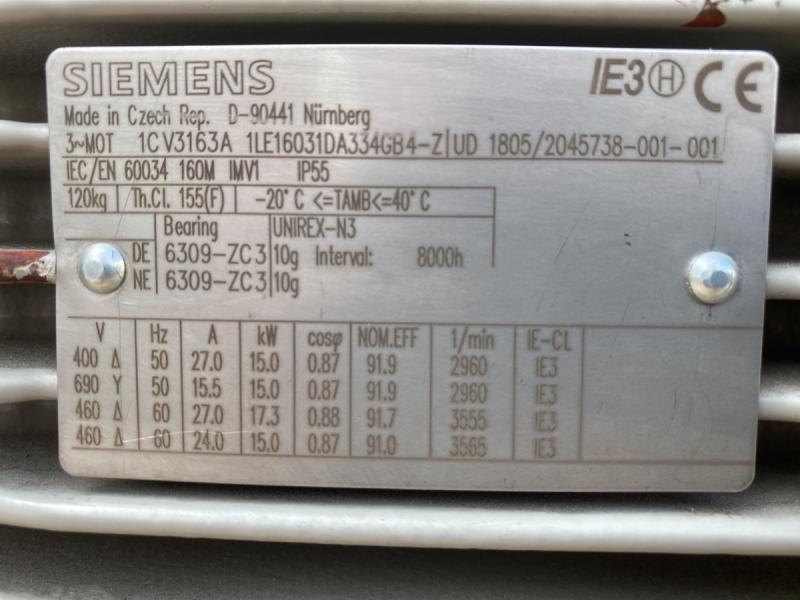 SIEMENS
IE3 H CE
Made in Czech Rep. D-90441 Nürnberg
3~MOT 1CV3163A 1LE16031DA334GB4-Z UD 1805/2045738-001-001
IEC/EN 60034 160M IMV1 IP55
120kg Th.Cl. 155(F) -20°C <=TAMB<=40°C
Bearing UNIREX-N3
DE 6309-ZC3 10g Interval: 8000h
NE 6309-ZC3 10g
V Hz A kW cosφ NOM.EFF 1/min IE-CL
400 Δ 50 27.0 15.0 0.87 91.9 2960 IE3
690 Y 50 15.5 15.0 0.87 91.9 2960 IE3
460 Δ 60 27.0 17.3 0.88 91.7 3555 IE3
460 Δ 60 24.0 15.0 0.87 91.0 3565 IE3